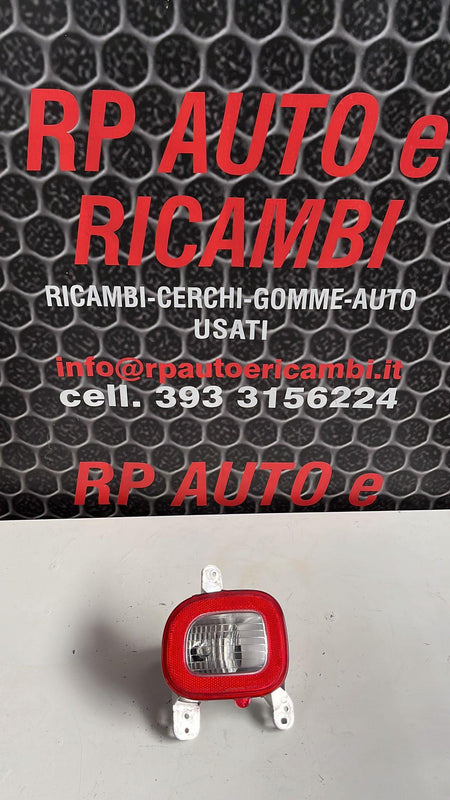 RP AUTO e
RICAMBI
RICAMBI-CERCHI-GOMME-AUTO
USATI
info@rpautoericambi.it
cell. 393 3156224
RP AUTO e